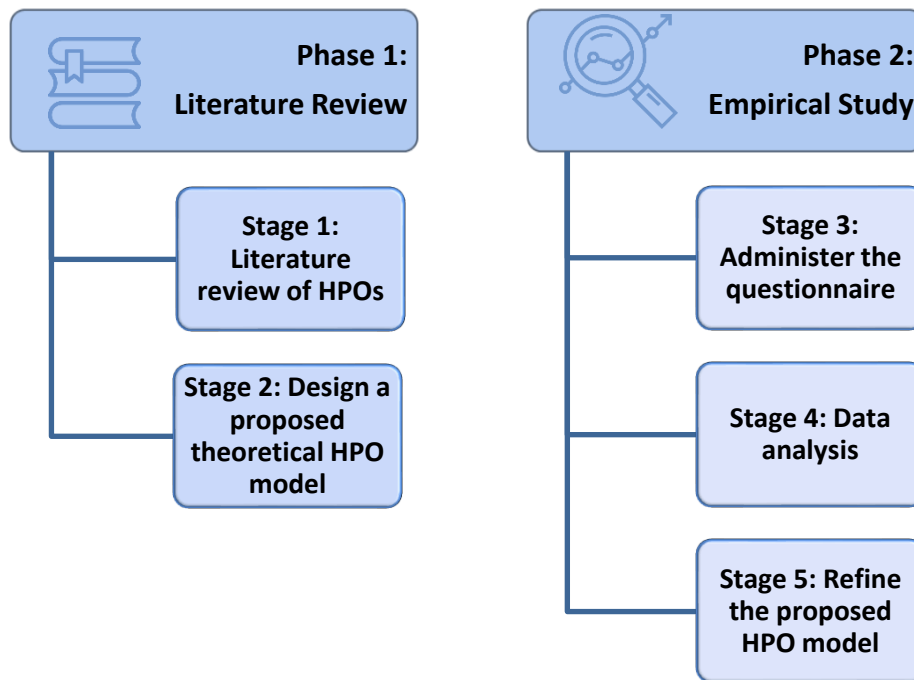 Phase 1:
Literature Review
Stage 1:
Literature
review of HPOs
Stage 2: Design a
proposed
theoretical HPO
model
Phase 2:
Empirical Study
Stage 3:
Administer the
questionnaire
Stage 4: Data
analysis
Stage 5: Refine
the proposed
HPO model